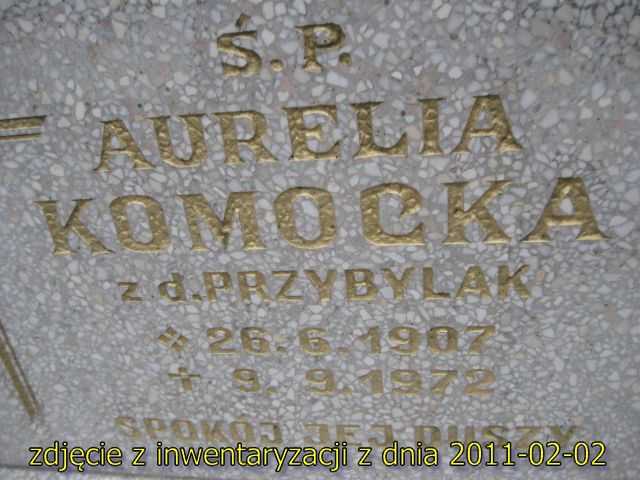 Ś.P.
AURELIA
KOMOCKA
z d. PRZYBYLAK
* 26.6.1907
+ 9.9.1972
SPOKÓJ JEJ DUSZY
zdjęcie z inwentaryzacji z dnia 2011-02-02